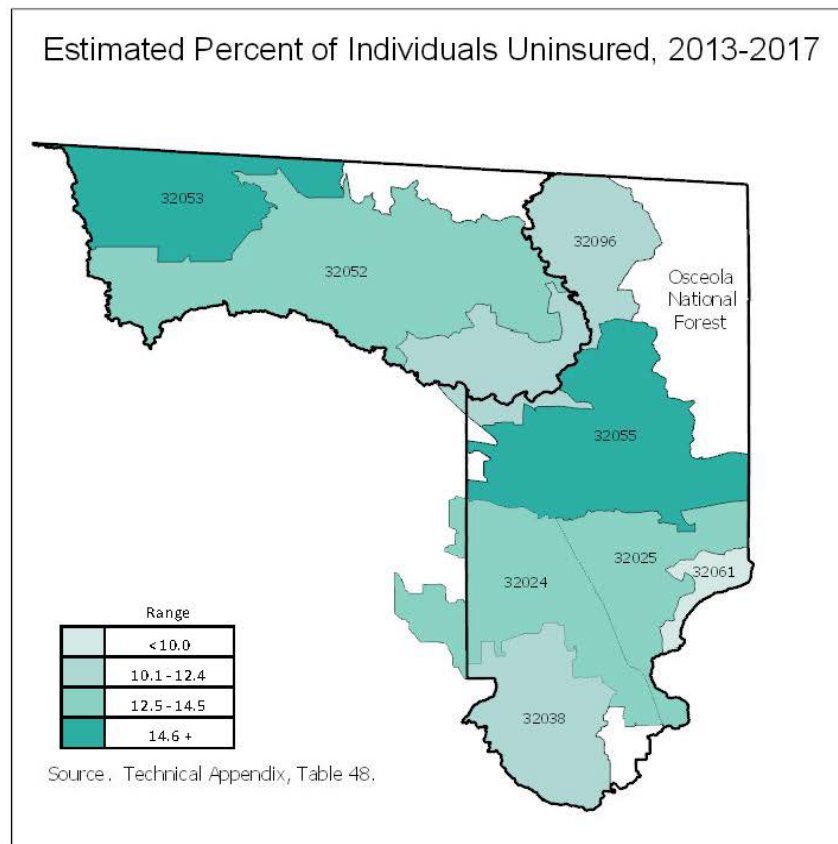 Estimated Percent of Individuals Uninsured, 2013-2017
32053
32096
32052
Osceola
National
Forest
32055
32025
32061
32024
32038
Range
<10.0
10.1-12.4
12.5-14.5
14.6 +
Source. Technical Appendix, Table 48.